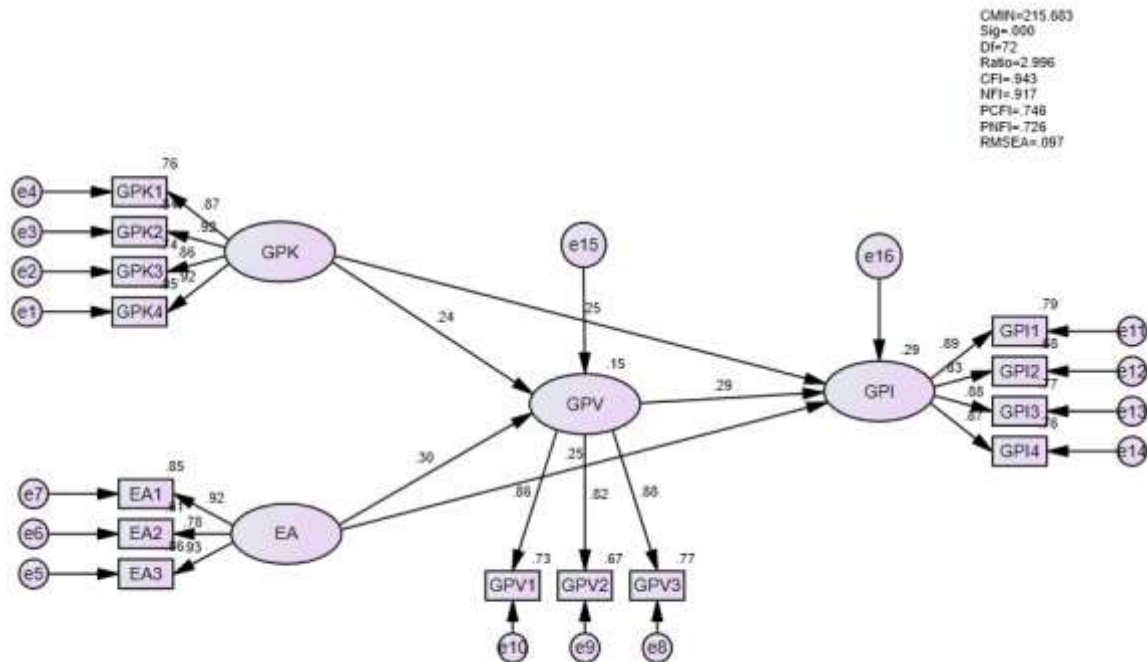 CMIN=215.683
Sig=.000
Df=72
Ratio=2.996
CFI=.943
NFI=.917
PCFI=.746
PNFI=.726
RMSEA=.097
.76
e4 GPK1 .87
e3 GPK2 .92
e2 GPK3 .86
e1 GPK4 .92
GPK
e15
e16
.25
.24
.15
GPV
.29
.29
GPI
.79
.89 GPI1 e11
.83 GPI2 e12
.88 GPI3 e13
.87 GPI4 e14
.30
.25
.85
e7 EA1 .92
e6 EA2 .78
e5 EA3 .93
EA
.86 .82 .88
.73 .67 .77
GPV1 GPV2 GPV3
e10 e9 e8